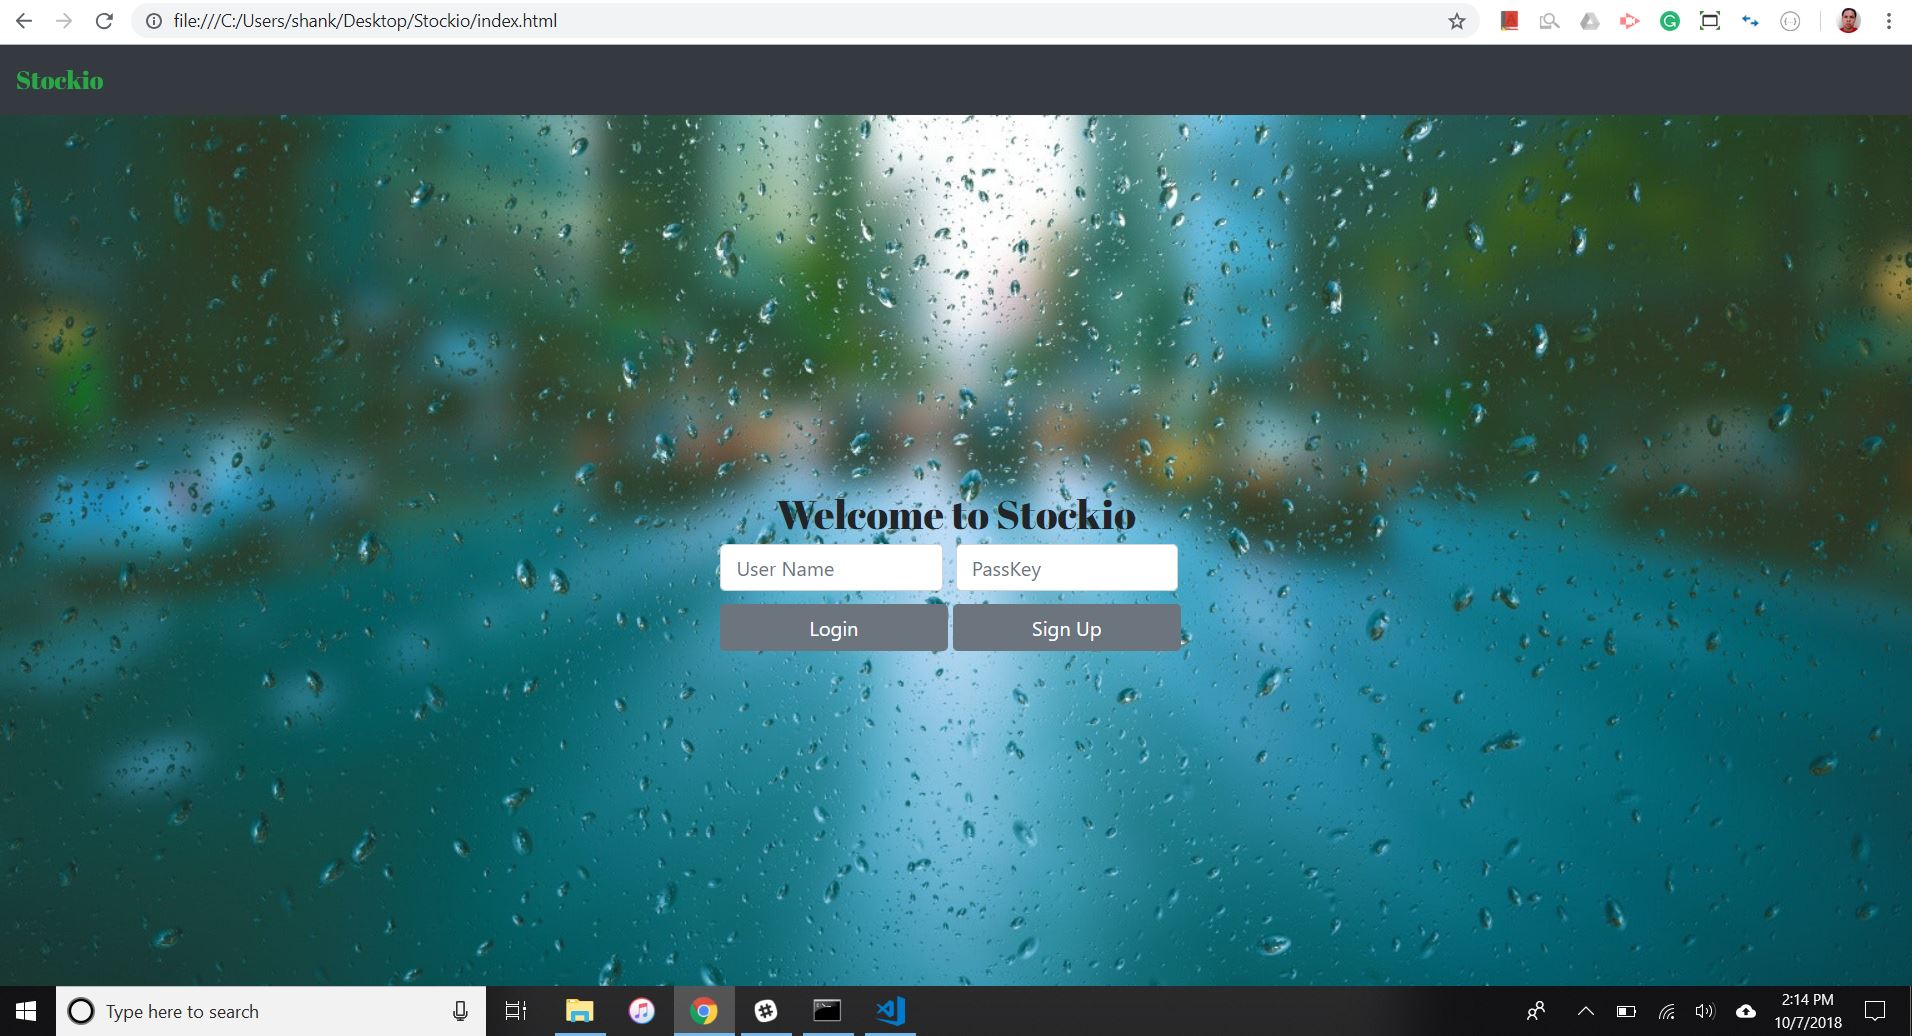 file:///C:/Users/shank/Desktop/Stockio/index.html
Stockio
Welcome to Stockio
User Name
PassKey
Login
Sign Up
Type here to search
2:14 PM
10/7/2018